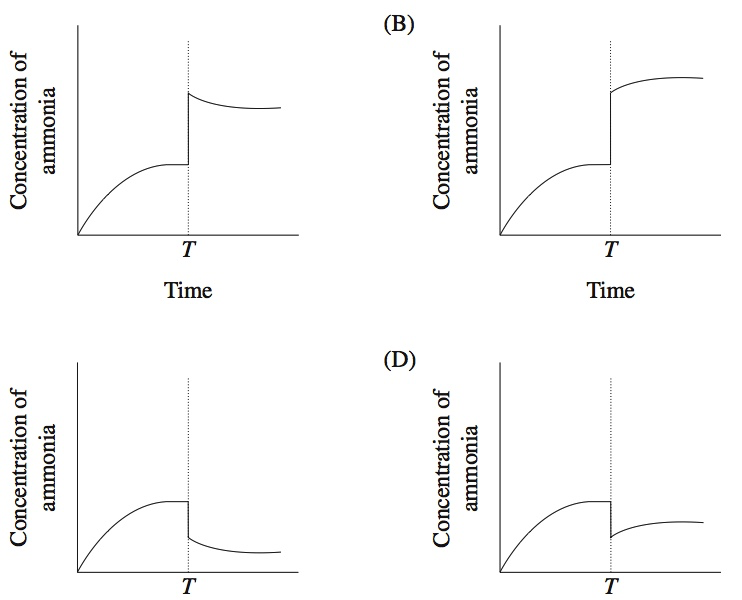 Concentration of
ammonia
T
Time
(B)
Concentration of
ammonia
T
Time
Concentration of
ammonia
T
(D)
Concentration of
ammonia
T